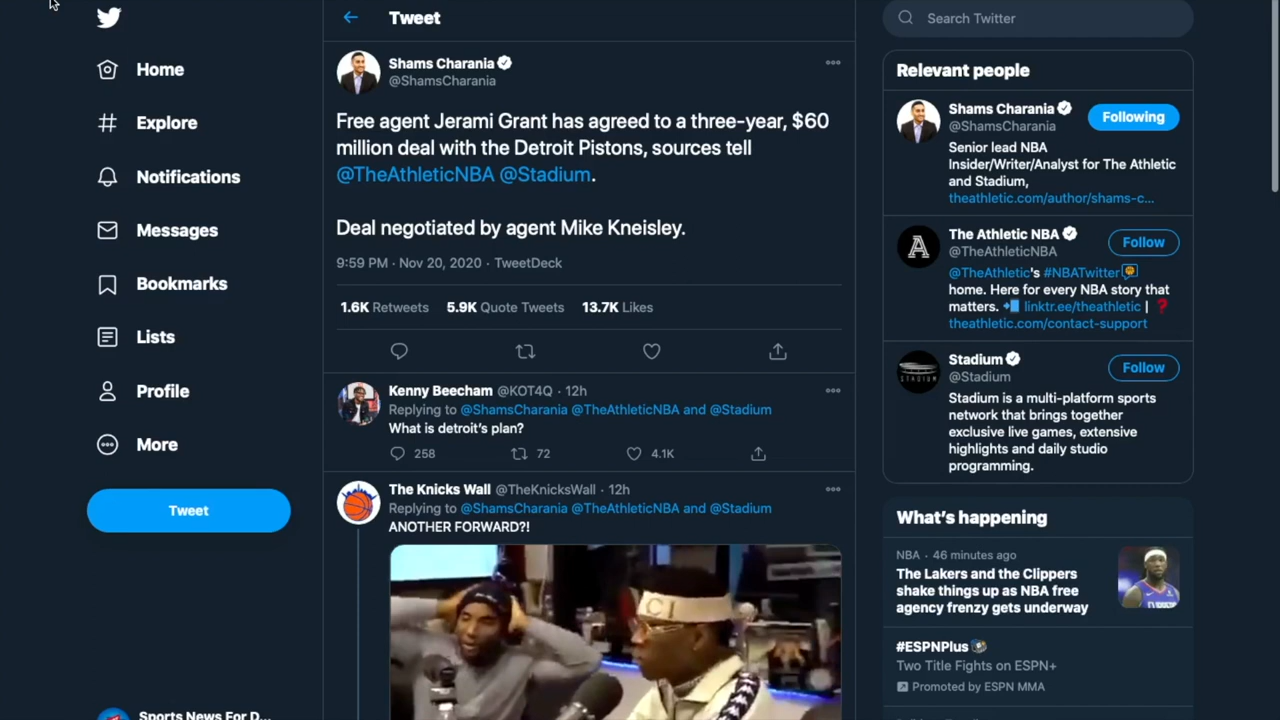 Home
Explore
Notifications
Messages
Bookmarks
Lists
Profile
More
Tweet
Sports News For D...
Tweet
Shams Charania
@ShamsCharania
Free agent Jerami Grant has agreed to a three-year, $60
million deal with the Detroit Pistons, sources tell
@TheAthleticNBA @Stadium.
Deal negotiated by agent Mike Kneisley.
9:59 PM · Nov 20, 2020 · TweetDeck
1.6K Retweets 5.9K Quote Tweets 13.7K Likes
Kenny Beecham @KOT4Q · 12h
Replying to @ShamsCharania @TheAthleticNBA and @Stadium
What is detroit's plan?
258 72 4.1K
The Knicks Wall @TheKnicksWall · 12h
Replying to @ShamsCharania @TheAthleticNBA and @Stadium
ANOTHER FORWARD?!
CI
Search Twitter
Relevant people
Shams Charania
@ShamsCharania
Following
Senior lead NBA
Insider/Writer/Analyst for The Athletic
and Stadium,
theathletic.com/author/shams-c...
The Athletic NBA
@TheAthleticNBA
Follow
@TheAthletic's #NBATwitter
home. Here for every NBA story that
matters. linktr.ee/theathletic |
theathletic.com/contact-support
STADIUM
Stadium
@Stadium
Follow
Stadium is a multi-platform sports
network that brings together
exclusive live games, extensive
highlights and daily studio
programming.
What's happening
NBA · 46 minutes ago
The Lakers and the Clippers
shake things up as NBA free
agency frenzy gets underway
#ESPNPlus
Two Title Fights on ESPN+
Promoted by ESPN MMA